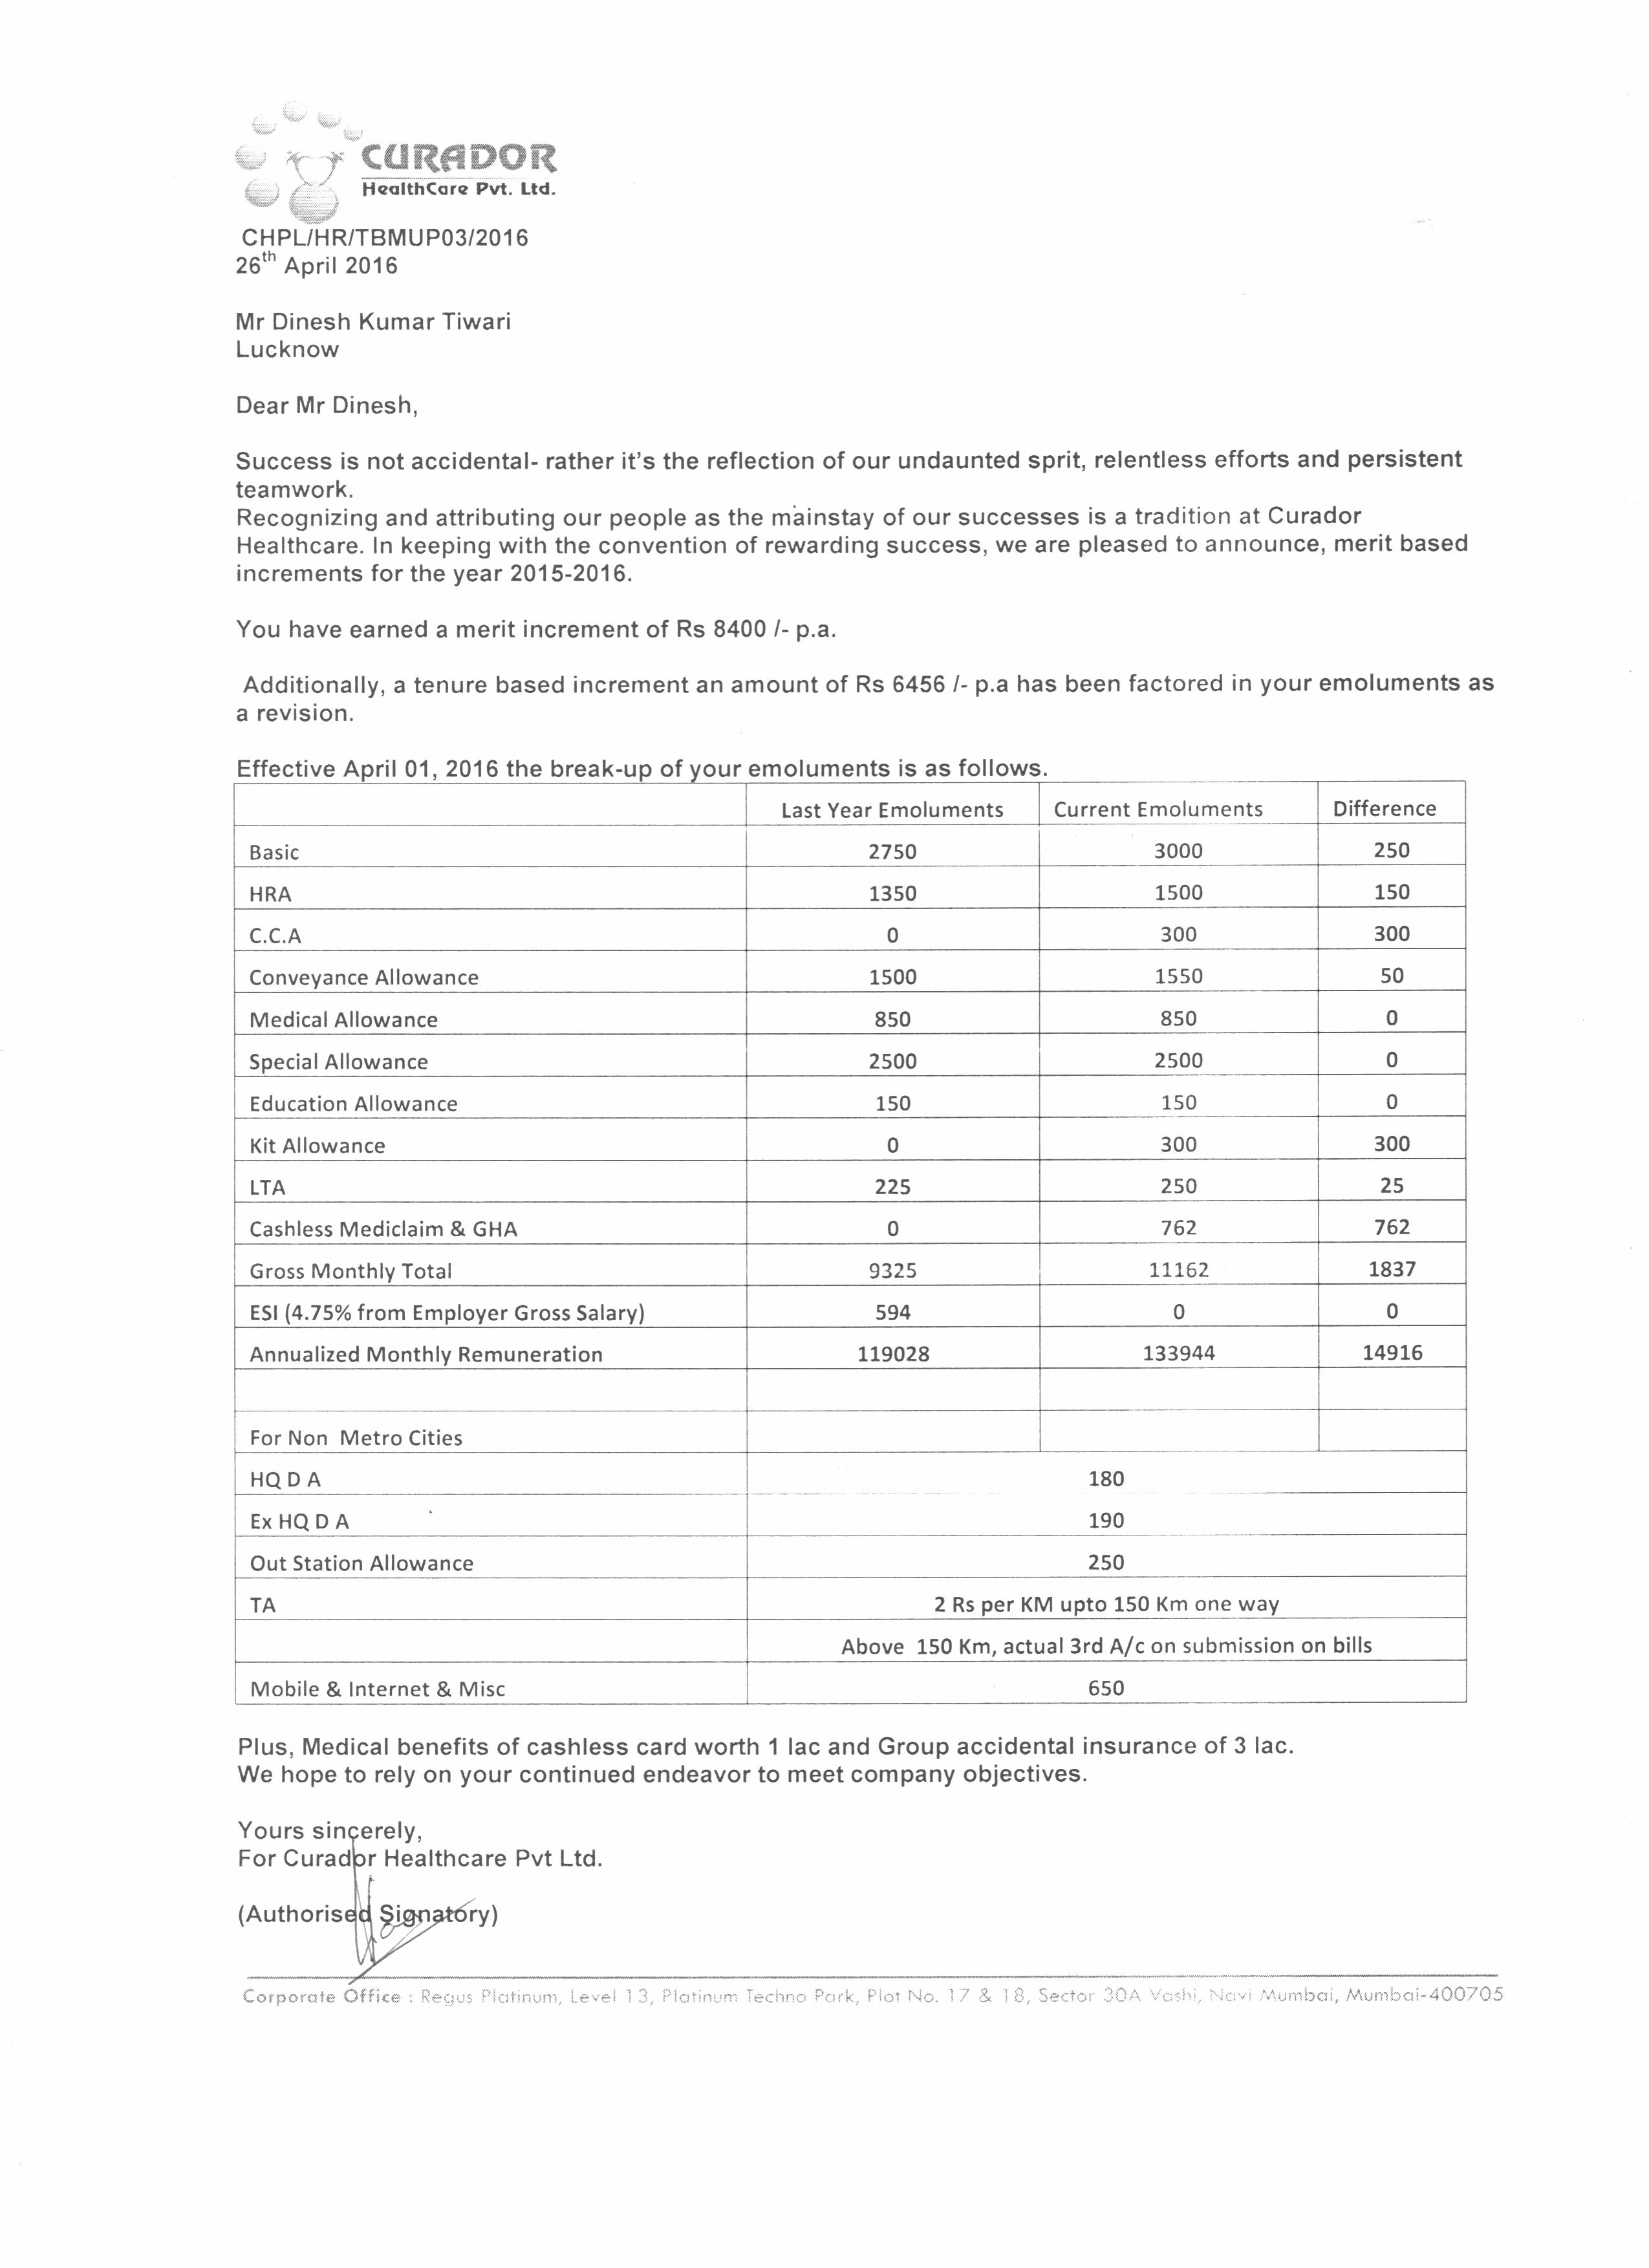 CURADOR
HealthCare Pvt. Ltd.
CHPL/HR/TBMUP03/2016
26th April 2016
Mr Dinesh Kumar Tiwari
Lucknow
Dear Mr Dinesh,
Success is not accidental- rather it's the reflection of our undaunted sprit, relentless efforts and persistent
teamwork.
Recognizing and attributing our people as the mainstay of our successes is a tradition at Curador
Healthcare. In keeping with the convention of rewarding success, we are pleased to announce, merit based
increments for the year 2015-2016.
You have earned a merit increment of Rs 8400 /- p.a.
Additionally, a tenure based increment an amount of Rs 6456 /- p.a has been factored in your emoluments as
a revision.
Effective April 01, 2016 the break-up of your emoluments is as follows.
Last Year Emoluments Current Emoluments Difference
Basic 2750 3000 250
HRA 1350 1500 150
C.C.A 0 300 300
Conveyance Allowance 1500 1550 50
Medical Allowance 850 850 0
Special Allowance 2500 2500 0
Education Allowance 150 150 0
Kit Allowance 0 300 300
LTA 225 250 25
Cashless Mediclaim & GHA 0 762 762
Gross Monthly Total 9325 11162 1837
ESI (4.75% from Employer Gross Salary) 594 0 0
Annualized Monthly Remuneration 119028 133944 14916
For Non Metro Cities
HQ D A 180
Ex HQ D A 190
Out Station Allowance 250
TA 2 Rs per KM upto 150 Km one way
Above 150 Km, actual 3rd A/c on submission on bills
Mobile & Internet & Misc 650
Plus, Medical benefits of cashless card worth 1 lac and Group accidental insurance of 3 lac.
We hope to rely on your continued endeavor to meet company objectives.
Yours sincerely,
For Curador Healthcare Pvt Ltd.
(Authorised Signatory)
Corporate Office : Regus Platinum, Level 13, Platinum Techno Park, Plot No. 17 & 18, Sector 30A Vashi, Navi Mumbai, Mumbai-400705